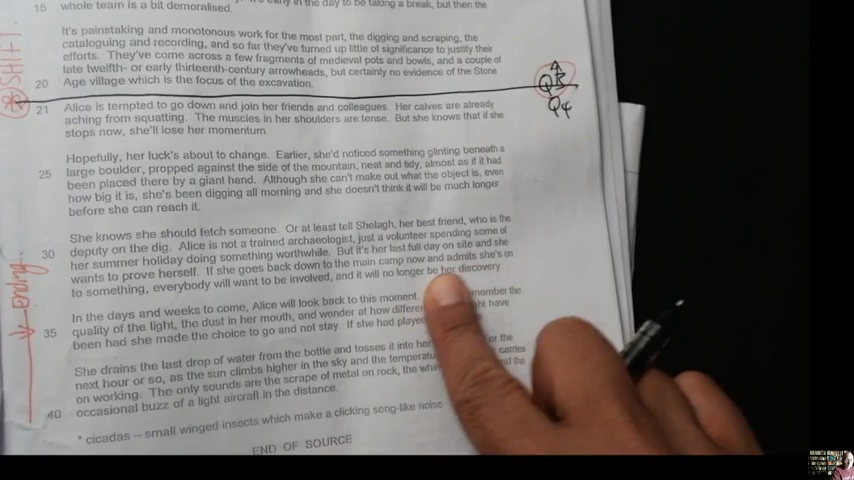 15 whole team is a bit demoralised. in the day to be taking a break, but then the
It's painstaking and monotonous work for the most part, the digging and scraping, the
cataloguing and recording, and so far they've turned up little of significance to justify their
efforts. They've come across a few fragments of medieval pots and bowls, and a couple of
late twelfth- or early thirteenth-century arrowheads, but certainly no evidence of the Stone
20 Age village which is the focus of the excavation.
Q4
21 Alice is tempted to go down and join her friends and colleagues. Her calves are already
aching from squatting. The muscles in her shoulders are tense. But she knows that if she
stops now, she'll lose her momentum.
Hopefully, her luck's about to change. Earlier, she'd noticed something glinting beneath a
25 large boulder, propped against the side of the mountain, neat and tidy, almost as if it had
been placed there by a giant hand. Although she can't make out what the object is, even
how big it is, she's been digging all morning and she doesn't think it will be much longer
before she can reach it.
She knows she should fetch someone. Or at least tell Shelagh, her best friend, who is the
30 deputy on the dig. Alice is not a trained archaeologist, just a volunteer spending some of
her summer holiday doing something worthwhile. But it's her last full day on site and she
wants to prove herself. If she goes back down to the main camp now and admits she's on
to something, everybody will want to be involved, and it will no longer be her discovery
In the days and weeks to come, Alice will look back to this moment. the
35 quality of the light, the dust in her mouth, and wonder at how have
been had she made the choice to go and not stay. If she had played
She drains the last drop of water from the bottle and tosses it into her or the
next hour or so, as the sun climbs higher in the sky and the carries
on working. The only sounds are the scrape of metal on rock, the and the
40 occasional buzz of a light aircraft in the distance.
* cicadas – small winged insects which make a clicking song-like noise
END OF SOURCE